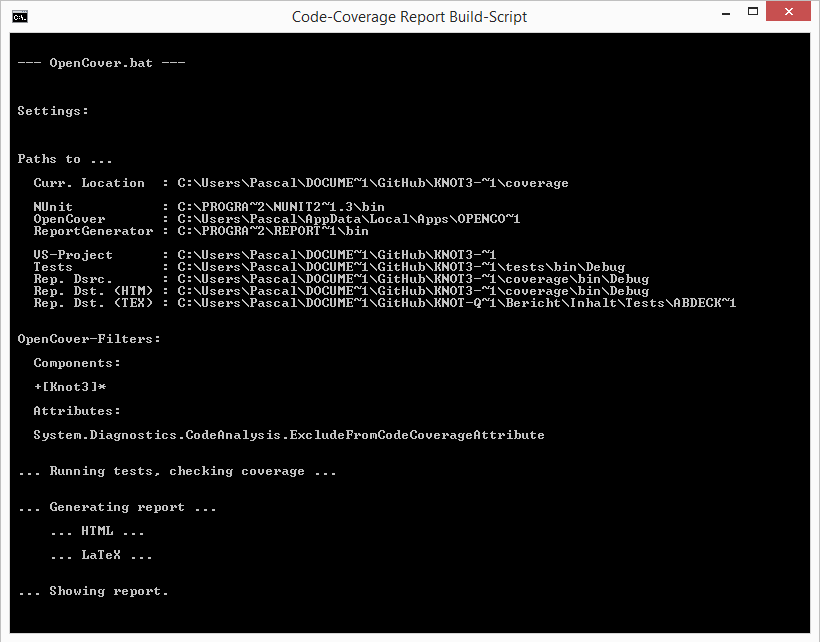 Code-Coverage Report Build-Script
--- OpenCover.bat ---
Settings:
Paths to ...
Curr. Location : C:\Users\Pascal\DOCUME~1\GitHub\KNOT3-~1\coverage
NUnit : C:\PROGRA~2\NUNIT2~1.3\bin
OpenCover : C:\Users\Pascal\AppData\Local\Apps\OPENCO~1
ReportGenerator : C:\PROGRA~2\REPORT~1\bin
VS-Project : C:\Users\Pascal\DOCUME~1\GitHub\KNOT3-~1
Tests : C:\Users\Pascal\DOCUME~1\GitHub\KNOT3-~1\tests\bin\Debug
Rep. Dsrc. : C:\Users\Pascal\DOCUME~1\GitHub\KNOT3-~1\coverage\bin\Debug
Rep. Dst. (HTM) : C:\Users\Pascal\DOCUME~1\GitHub\KNOT3-~1\coverage\bin\Debug
Rep. Dst. (TEX) : C:\Users\Pascal\DOCUME~1\GitHub\KNOT-Q~1\Bericht\Inhalt\Tests\ABDECK~1
OpenCover-Filters:
Components:
+[Knot3]*
Attributes:
System.Diagnostics.CodeAnalysis.ExcludeFromCodeCoverageAttribute
... Running tests, checking coverage ...
... Generating report ...
... HTML ...
... LaTeX ...
... Showing report.